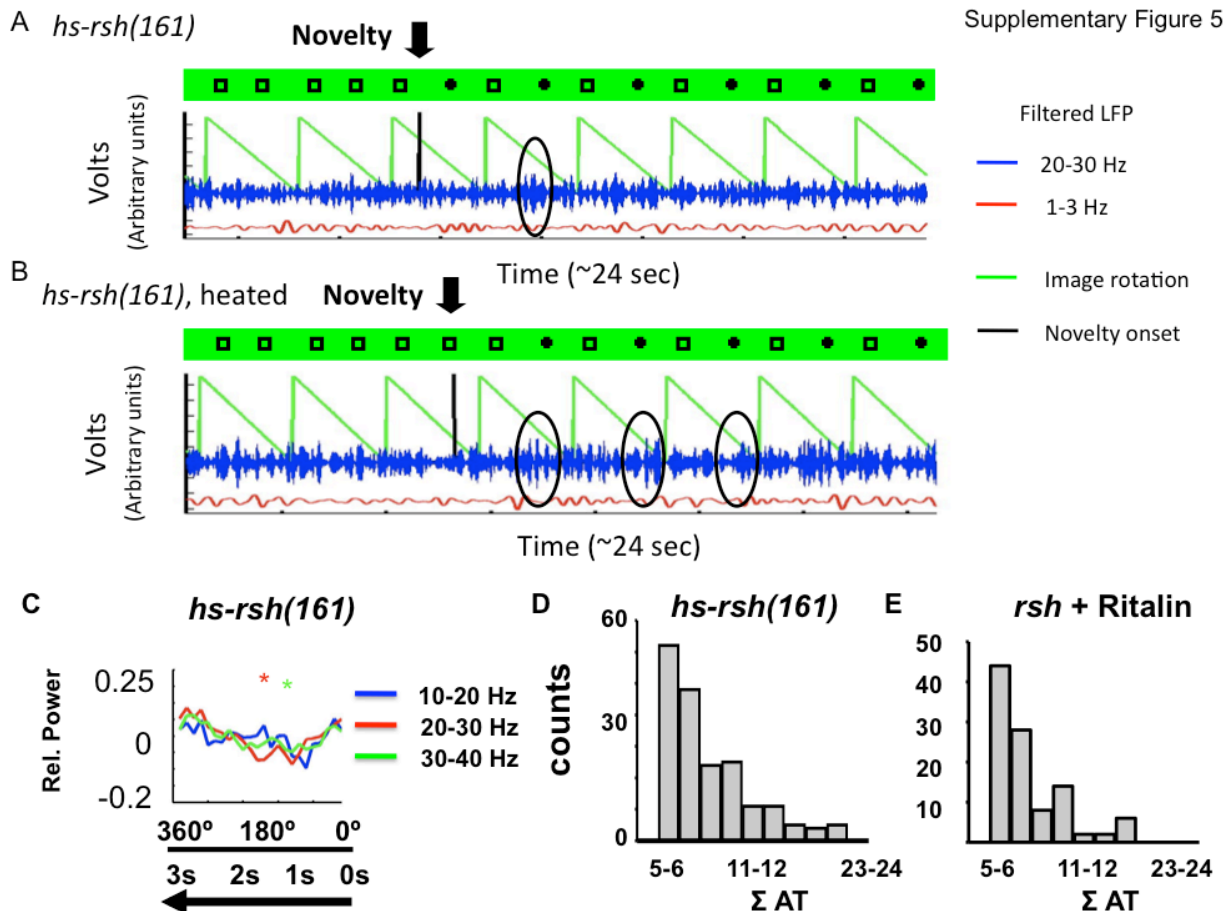 Supplementary Figure 5
A hs-rsh(161)
Novelty
Volts
(Arbitrary units)
Time (~24 sec)
Filtered LFP
20-30 Hz
1-3 Hz
Image rotation
Novelty onset
B
hs-rsh(161), heated Novelty
Volts
(Arbitrary units)
Time (~24 sec)
C hs-rsh(161)
Rel. Power
0.25
0
-0.2
* *
10-20 Hz
20-30 Hz
30-40 Hz
360º 180º 0º
3s 2s 1s 0s
D hs-rsh(161)
counts
60
30
0
5-6 11-12 23-24
Σ AT
E rsh + Ritalin
50
40
30
20
10
5-6 11-12 23-24
Σ AT